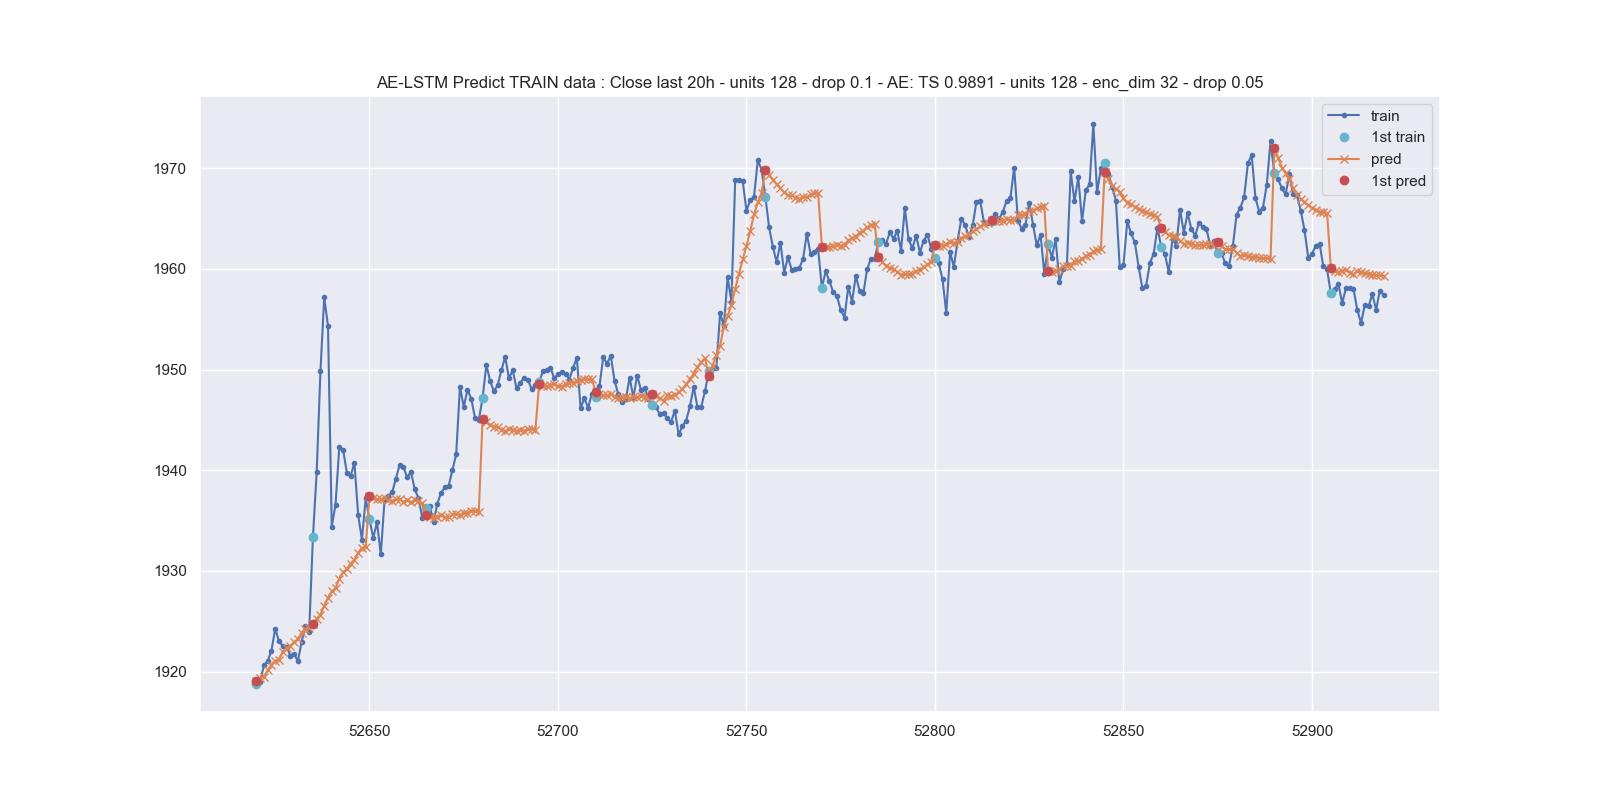 AE-LSTM Predict TRAIN data : Close last 20h - units 128 - drop 0.1 - AE: TS 0.9891 - units 128 - enc_dim 32 - drop 0.05
train
1st train
pred
1st pred
1970
1960
1950
1940
1930
1920
52650 52700 52750 52800 52850 52900